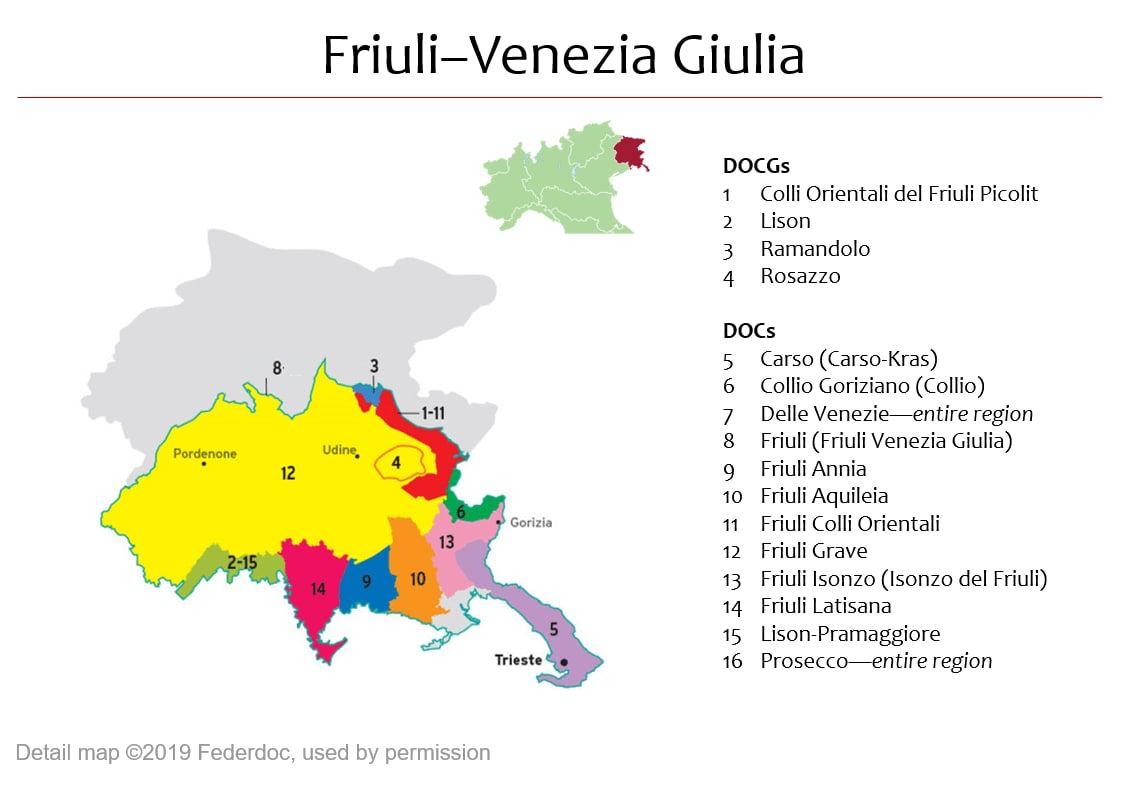 Friuli–Venezia Giulia
DOCGs
1 Colli Orientali del Friuli Picolit
2 Lison
3 Ramandolo
4 Rosazzo
DOCs
5 Carso (Carso-Kras)
6 Collio Goriziano (Collio)
7 Delle Venezie—entire region
8 Friuli (Friuli Venezia Giulia)
9 Friuli Annia
10 Friuli Aquileia
11 Friuli Colli Orientali
12 Friuli Grave
13 Friuli Isonzo (Isonzo del Friuli)
14 Friuli Latisana
15 Lison-Pramaggiore
16 Prosecco—entire region
8
3
1-11
Pordenone
Udine
4
12
6
Gorizia
13
2-15
14
9
10
5
Trieste
Detail map ©2019 Federdoc, used by permission